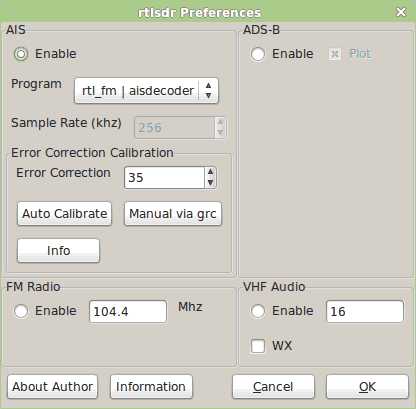 rtlsdr Preferences
AIS
Enable
Program
rtl_fm | aisdecoder
Sample Rate (khz)
256
Error Correction Calibration
Error Correction
35
Auto Calibrate
Manual via grc
Info
ADS-B
Enable
Plot
FM Radio
Enable
104.4
Mhz
VHF Audio
Enable
16
WX
About Author
Information
Cancel
OK